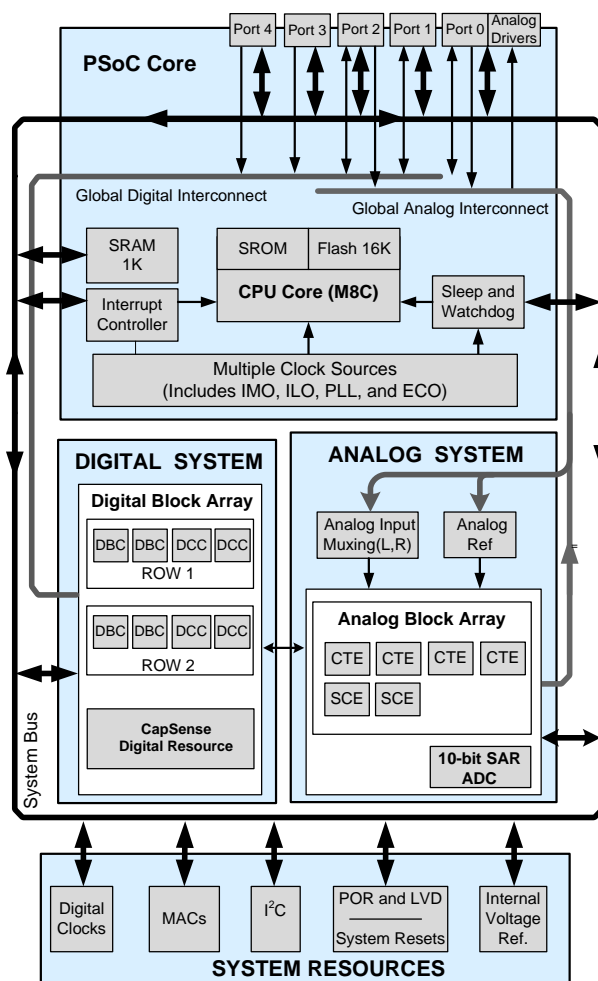 Port 4
Port 3
Port 2
Port 1
Port 0
Analog
Drivers
PSoC Core
Global Digital Interconnect
Global Analog Interconnect
SRAM
1K
SROM
Flash 16K
CPU Core (M8C)
Interrupt
Controller
Sleep and
Watchdog
Multiple Clock Sources
(Includes IMO, ILO, PLL, and ECO)
DIGITAL SYSTEM
Digital Block Array
DBC
DBC
DCC
DCC
ROW 1
DBC
DBC
DCC
DCC
ROW 2
CapSense
Digital Resource
ANALOG SYSTEM
Analog Input
Muxing(L,R)
Analog
Ref
Analog Block Array
CTE
CTE
CTE
CTE
SCE
SCE
10-bit SAR
ADC
System Bus
Digital
Clocks
MACs
I²C
POR and LVD
System Resets
Internal
Voltage
Ref.
SYSTEM RESOURCES